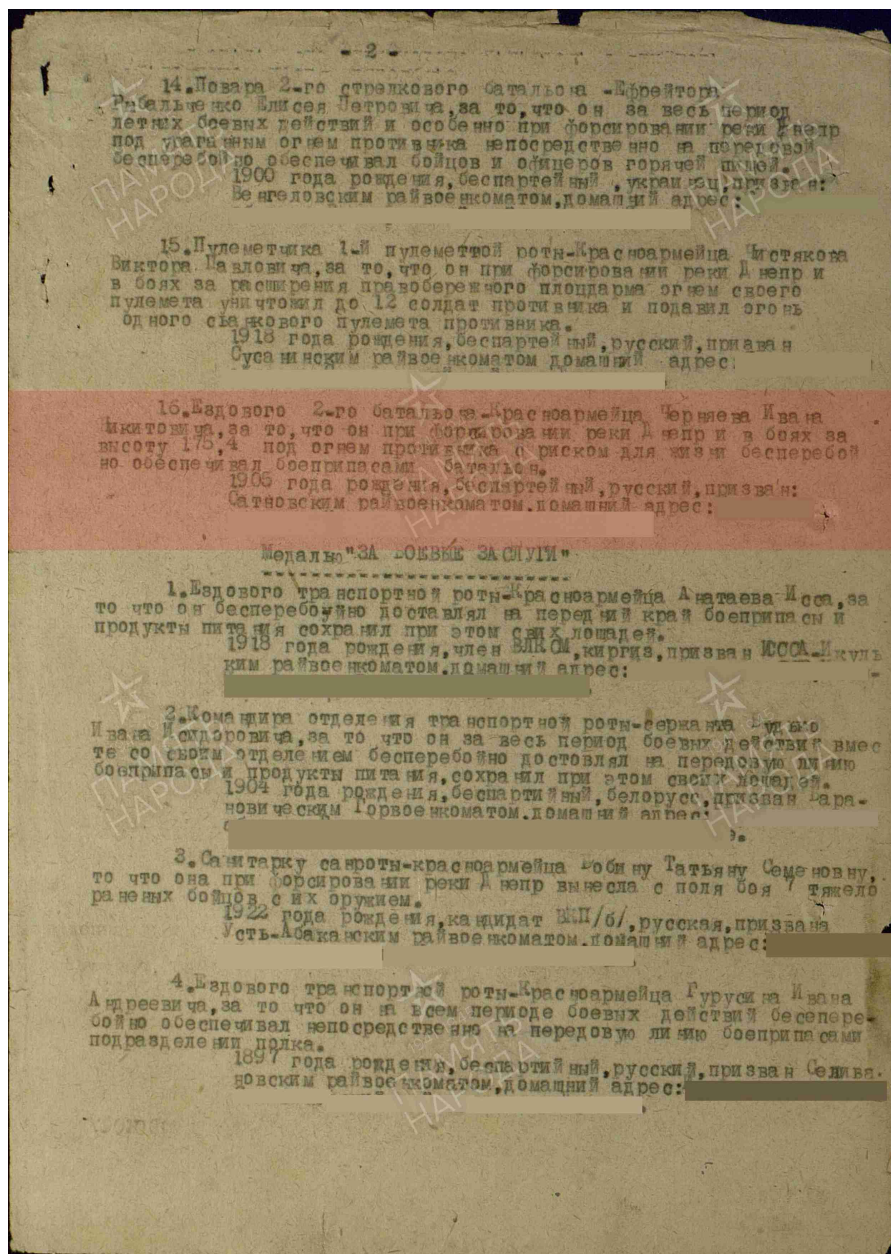 - 2 -
14.Повара 2-го стрелкового батальона -Ефрейтора
Рыбальченко Елисея Петровича,за то,что он за весь период
летних боевых действий и особенно при форсировании реки Днепр
под ураганным огнем противника непосредственно на передовой
бесперебойно обеспечивал бойцов и офицеров горячей пищей.
1900 года рождения,беспартейный ,украинец,призван:
Венгеловским райвоенкоматом,домашний адрес:
15.Пулеметчика 1-й пулеметтой роты-Красноармейца Чистякова
Виктора Павловича,за то,что он при форсировании реки Днепр и
в боях за расширения правобережного плоцдарма огнем своего
пулемета уничтожил до 12 солдат противника и подавил огонь
одного станкового пулемета противника.
1918 года рождения,беспартейный,русский,призван
Сусанинским райвоенкоматом домашний адрес:
16.Ездового 2-го батальона-Красноармейца Черняева Ивана
Никитовича,за то,что он при форсировании реки Днепр и в боях за
высоту 175,4 под огнем противника с риском для жизни бесперебой
но обеспечивал боеприпасами батальон.
1905 года рождения,беспартейный,русский,призван:
Сатновским райвоенкоматом.домашний адрес:
Медалью "ЗА БОЕВЫЕ ЗАСЛУГИ"
1.Ездового транспортной роты-Красноармейца Анатаева Исса,за
то что он бесперебойно доставлял на передний край боеприпасы и
продукты питания сохранил при этом свих лошадей.
1918 года рождения,член ВЛКСМ,киргиз,призван ЮССА-Икуль
ким райвоенкоматом.домашний адрес:
2.Командира отделения транспортной роты-сержанта
Ивана Исидоровича,за то что он за весь период боевых действий вмес
те со своим отделением бесперебойно достовлял на передовую линию
боеприпасы и продукты питания,сохранил при этом своих лошадей.
1904 года рождения,беспартийный,белорусс,призван Бара-
новическим Горвоенкоматом.домашний адрес:
3.Санитарку санроты-красноармейца Бобину Татьяну Семеновну,
то что она при форсировании реки Днепр вынесла с поля боя 7 тяжело
раненых бойцов с их оружием.
1922 года рождения,кандидат ВКП/б/,русская,призвана
Усть-Абаканским райвоенкоматом.домашний адрес:
4.Ездового транспортной роты-Красноармейца Гурусина Ивана
Андреевича,за то что он на всем периоде боевых действий бесепере-
бойно обеспечивал непосредственно на передовую линию боеприпасами
подразделении полка.
1897 года рождению,беспартийный,русский,призван Селива-
новским райвоенкоматом,домашний адрес:
ПАМЯТЬ НАРОДА